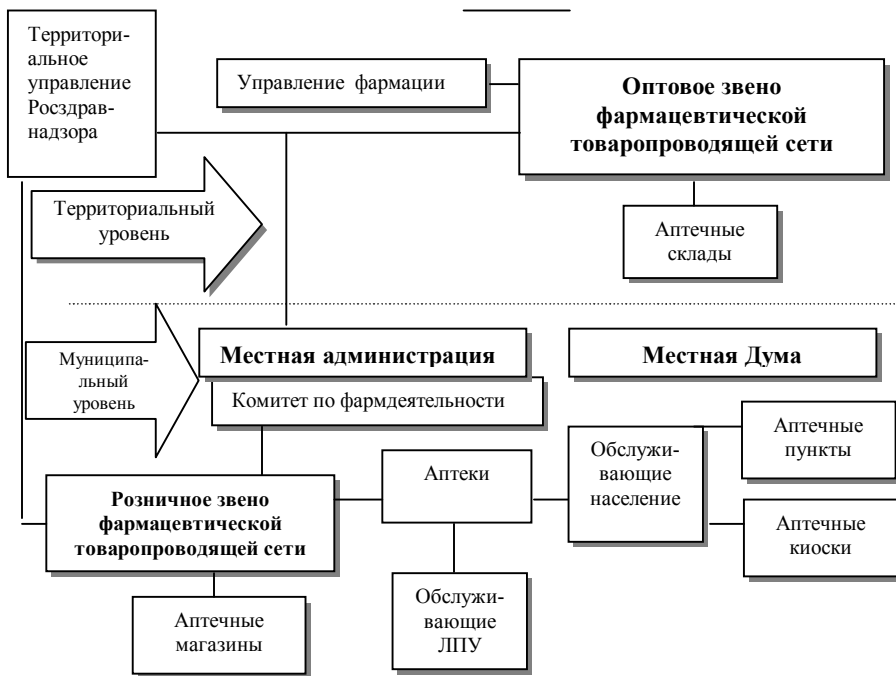 Территори-
альное
управление
Росздрав-
надзора
Управление фармации
Оптовое звено
фармацевтической
товаропроводящей сети
Территориальный
уровень
Аптечные
склады
Муниципа-
льный
уровень
Местная администрация
Местная Дума
Комитет по фармдеятельности
Розничное звено
фармацевтической
товаропроводящей сети
Аптеки
Обслужи-
вающие
население
Аптечные
пункты
Аптечные
киоски
Аптечные
магазины
Обслужи-
вающие
ЛПУ